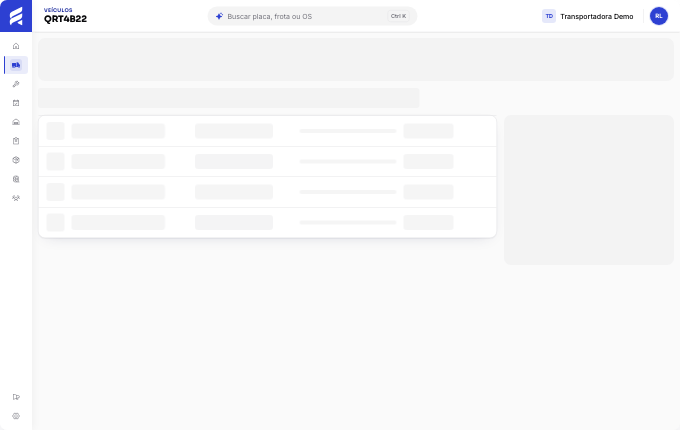 VEÍCULOS
QRT4B22
Buscar placa, frota ou OS
Ctrl K
TD
Transportadora Demo
RL